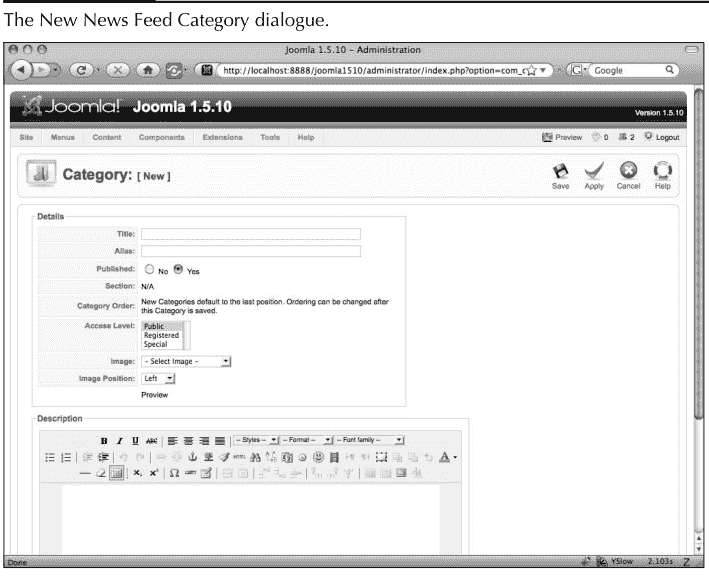 The New News Feed Category dialogue.
Joomla 1.5.10 – Administration
http://localhost:8888/joomla1510/administrator/index.php?option=com_c
Google
Joomla! Joomla 1.5.10
Version 1.5.10
Site Menus Content Components Extensions Tools Help Preview 0 2 Logout
Category: [ New ]
Save Apply Cancel Help
Details
Title:
Alias:
Published: No Yes
Section: N/A
Category Order: New Categories default to the last position. Ordering can be changed after
this Category is saved.
Access Level: Public
Registered
Special
Image: - Select Image -
Image Position: Left
Preview
Description
B I U ABC -- Styles -- -- Format -- -- Font family --
HTML
Done YSlow 2.103s